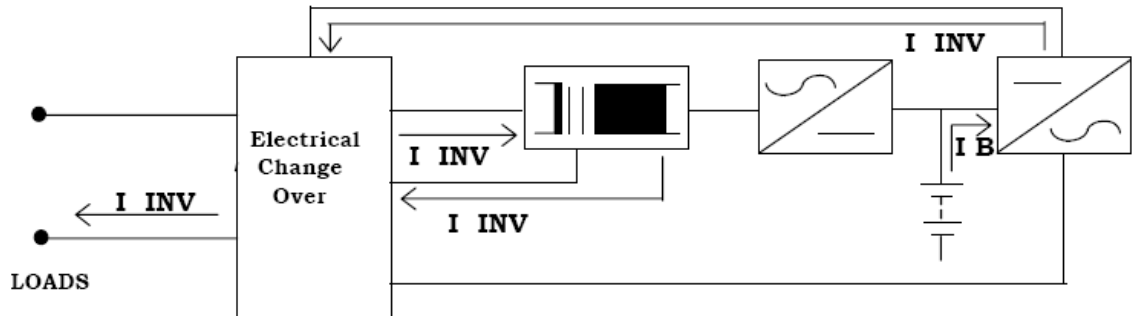 I INV
Electrical
Change
Over
I INV
I B
I INV
I INV
LOADS